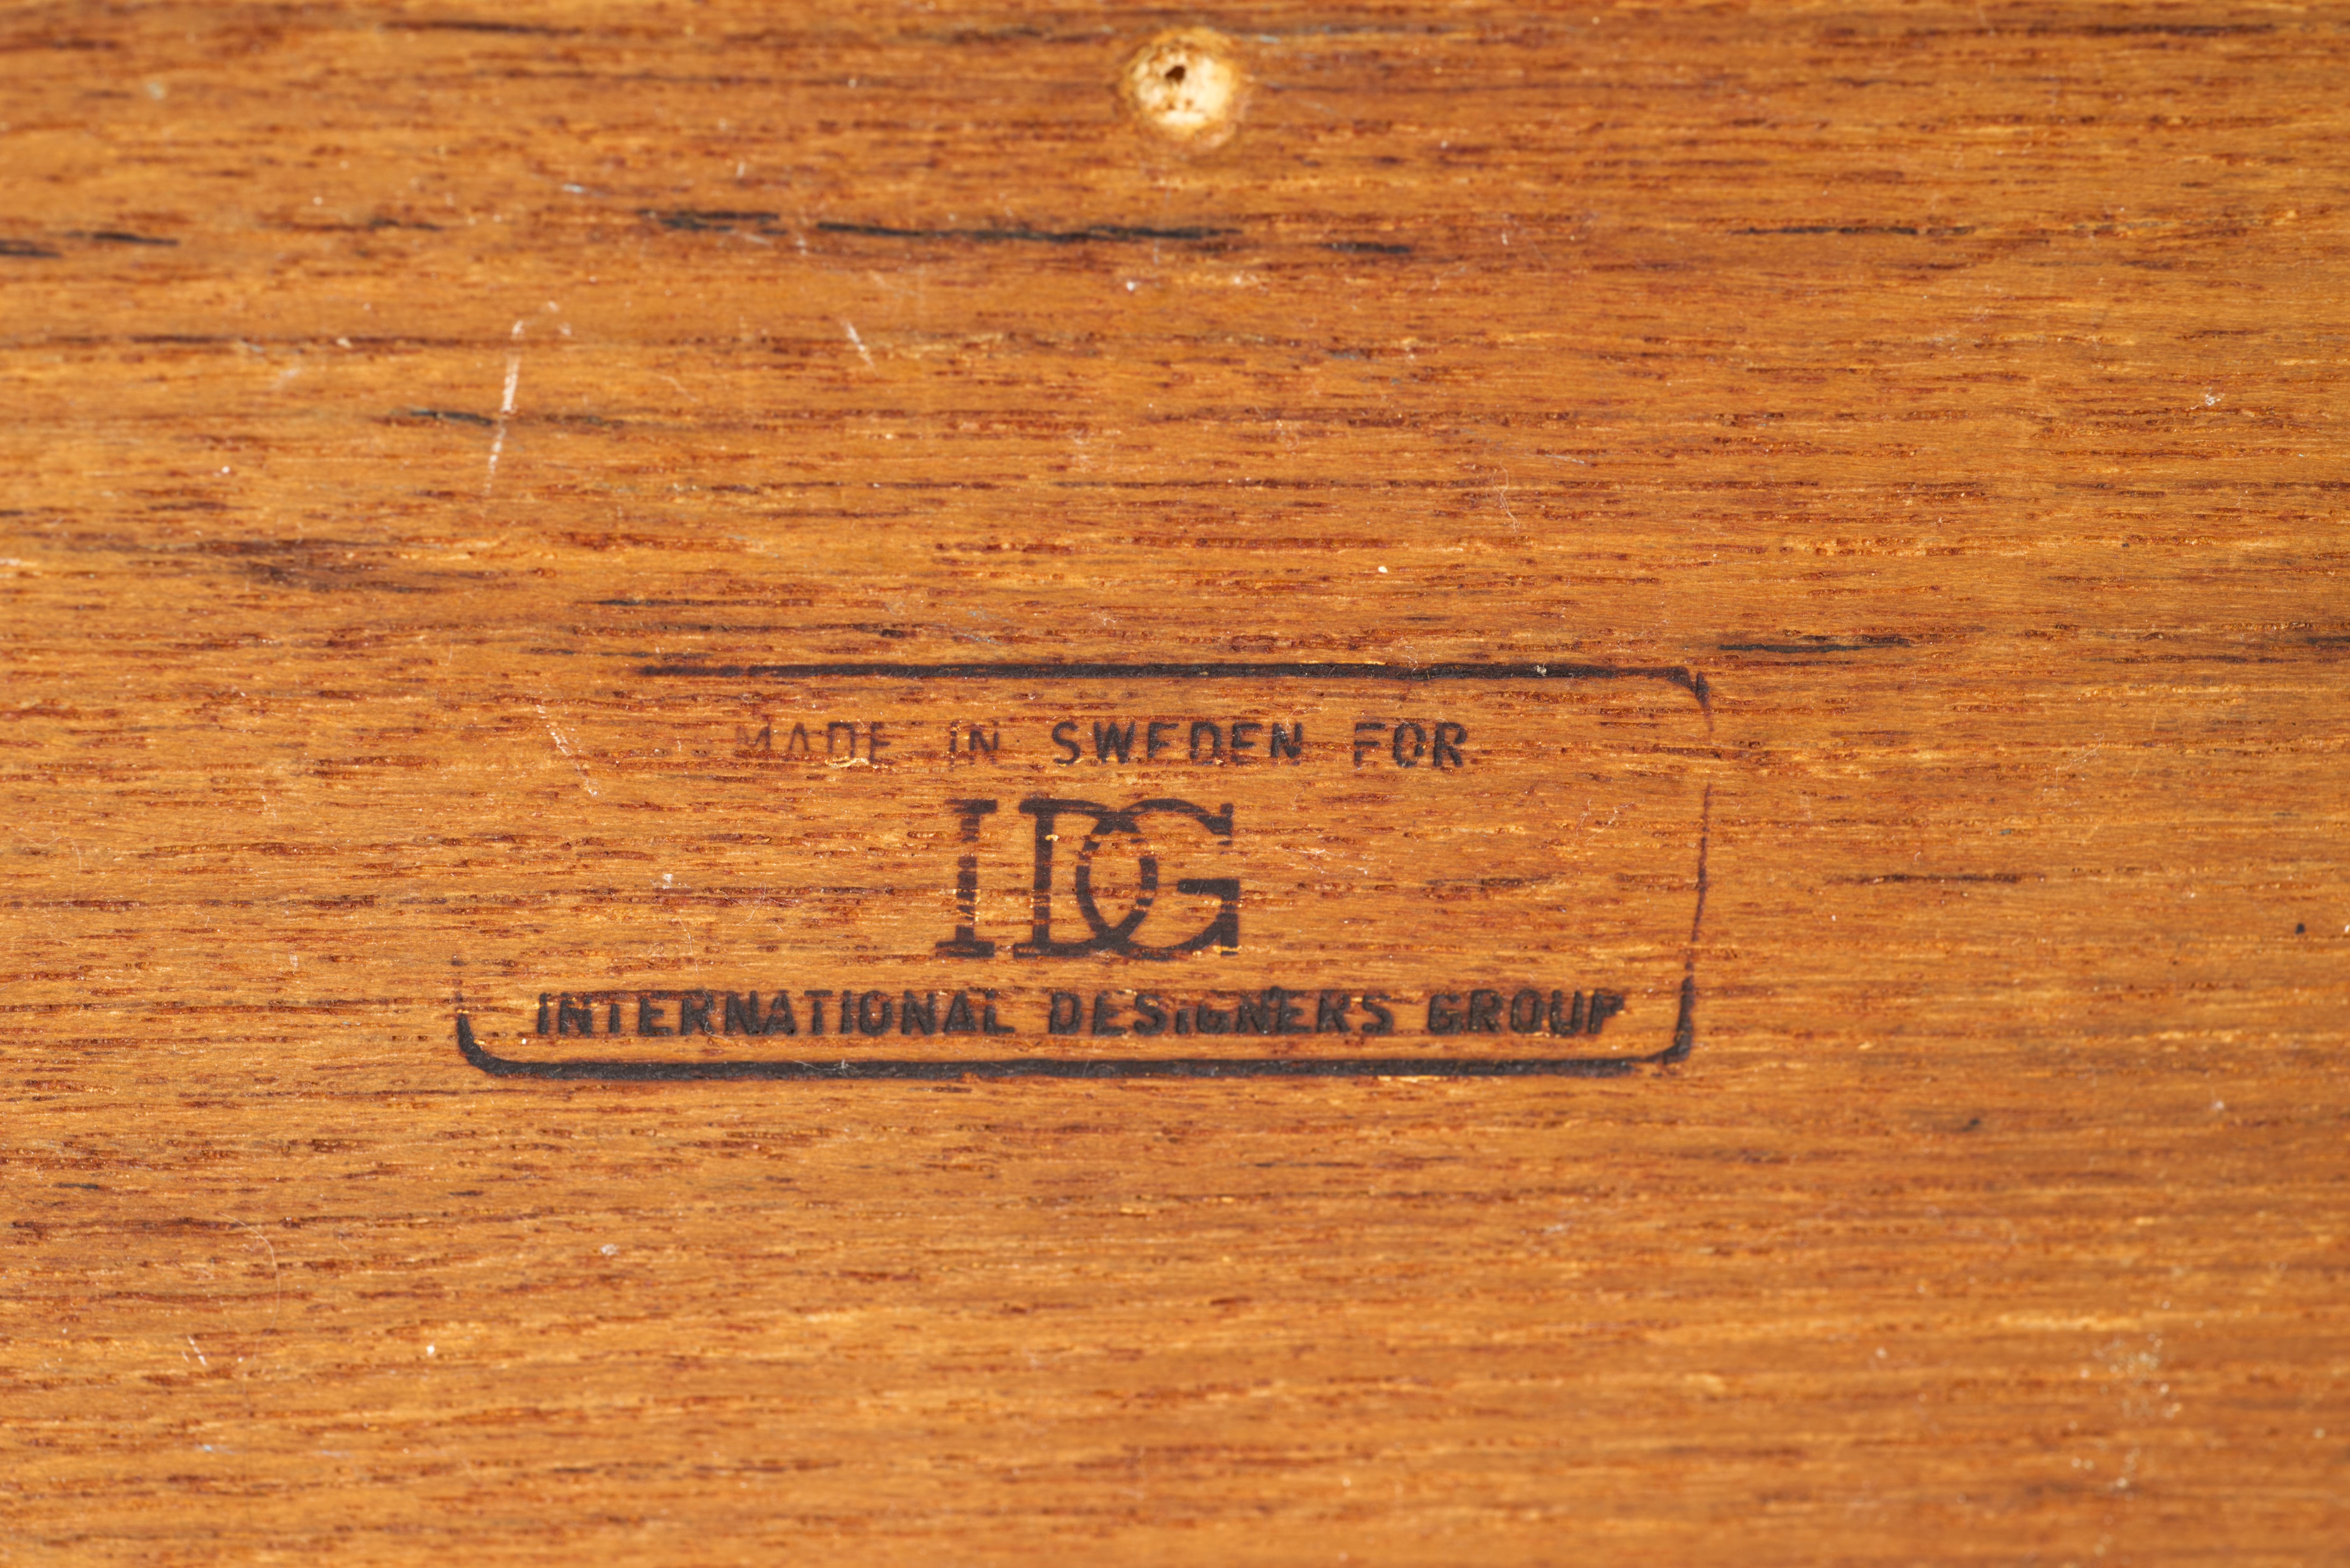 MADE IN SWEDEN FOR
IDG
INTERNATIONAL DESIGNERS GROUP